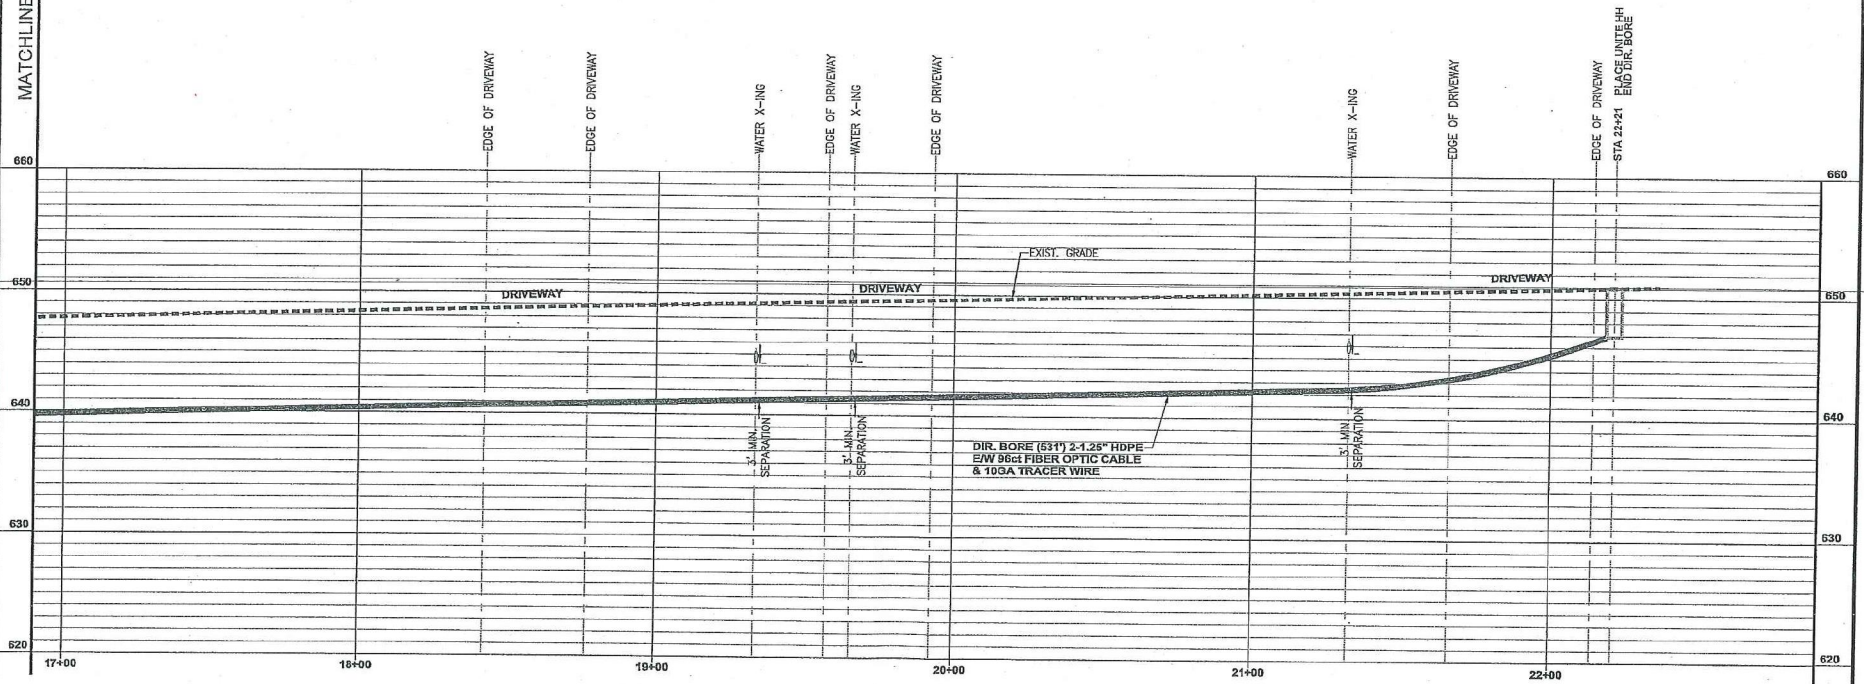 MATCHLINE
EDGE OF DRIVEWAY
EDGE OF DRIVEWAY
WATER X-ING
EDGE OF DRIVEWAY
WATER X-ING
EDGE OF DRIVEWAY
WATER X-ING
EDGE OF DRIVEWAY
EDGE OF DRIVEWAY
STA 22+21 PLACE UNITE HH
END DIR. BORE
660
660
EXIST. GRADE
650
DRIVEWAY
DRIVEWAY
DRIVEWAY
650
640
640
3' MIN.
SEPARATION
3' MIN.
SEPARATION
DIR. BORE (531') 2-1.25" HDPE
E/W 96ct FIBER OPTIC CABLE
& 10GA TRACER WIRE
3' MIN.
SEPARATION
630
630
620
620
17+00
18+00
19+00
20+00
21+00
22+00